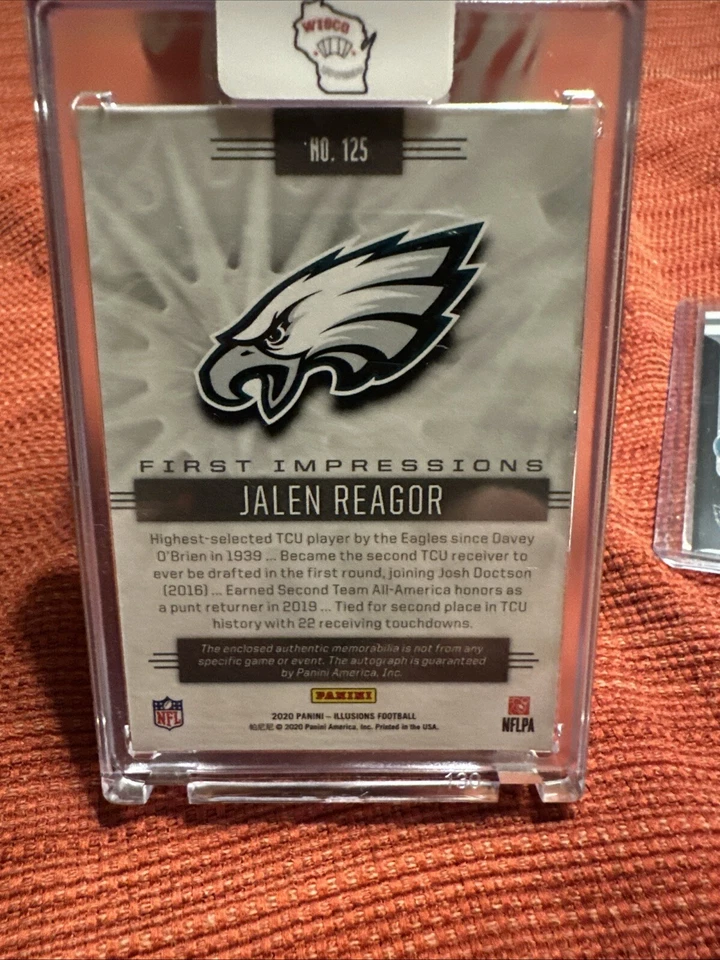 WISCO
NO. 125
FIRST IMPRESSIONS
JALEN REAGOR
Highest-selected TCU player by the Eagles since Davey
O'Brien in 1939 ... Became the second TCU receiver to
ever be drafted in the first round, joining Josh Doctson
(2016) ... Earned Second Team All-America honors as
a punt returner in 2019 ... Tied for second place in TCU
history with 22 receiving touchdowns.
The enclosed authentic memorabilia is not from any
specific game or event. The autograph is guaranteed
by Panini America, Inc.
PANINI
NFL
2020 PANINI – ILLUSIONS FOOTBALL
帕尼尼 © 2020 Panini America, Inc. Printed in the USA.
NFLPA
130